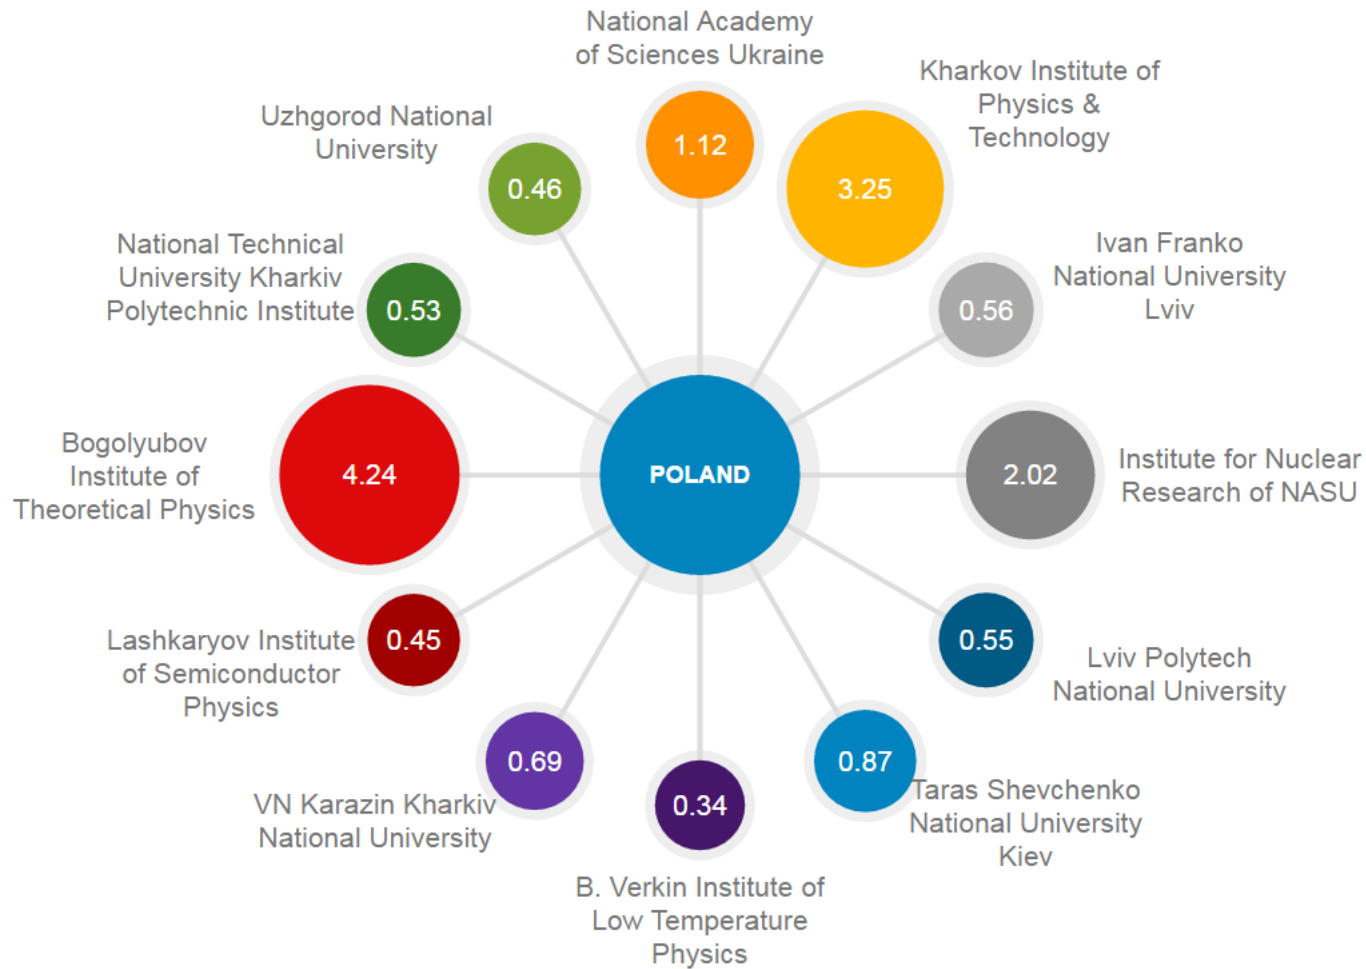 National Academy
of Sciences Ukraine
1.12
Kharkov Institute of
Physics &
Technology
3.25
Ivan Franko
National University
Lviv
0.56
Institute for Nuclear
Research of NASU
2.02
Lviv Polytech
National University
0.55
Taras Shevchenko
National University
Kiev
0.87
B. Verkin Institute of
Low Temperature
Physics
0.34
VN Karazin Kharkiv
National University
0.69
Lashkaryov Institute
of Semiconductor
Physics
0.45
Bogolyubov
Institute of
Theoretical Physics
4.24
National Technical
University Kharkiv
Polytechnic Institute
0.53
Uzhgorod National
University
0.46
POLAND